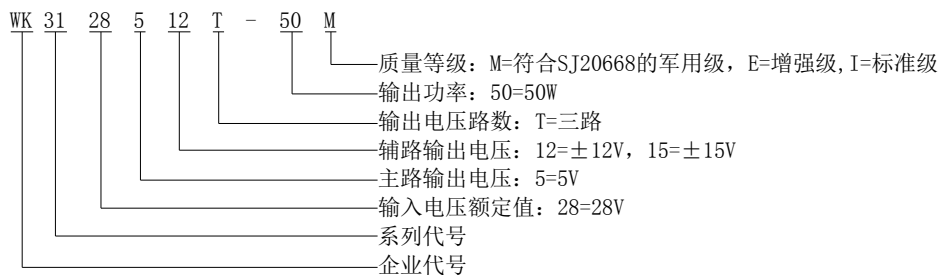 WK 31 28 5 12 T - 50 M
质量等级：M=符合SJ20668的军用级，E=增强级,I=标准级
输出功率：50=50W
输出电压路数：T=三路
辅路输出电压：12=±12V，15=±15V
主路输出电压：5=5V
输入电压额定值：28=28V
系列代号
企业代号